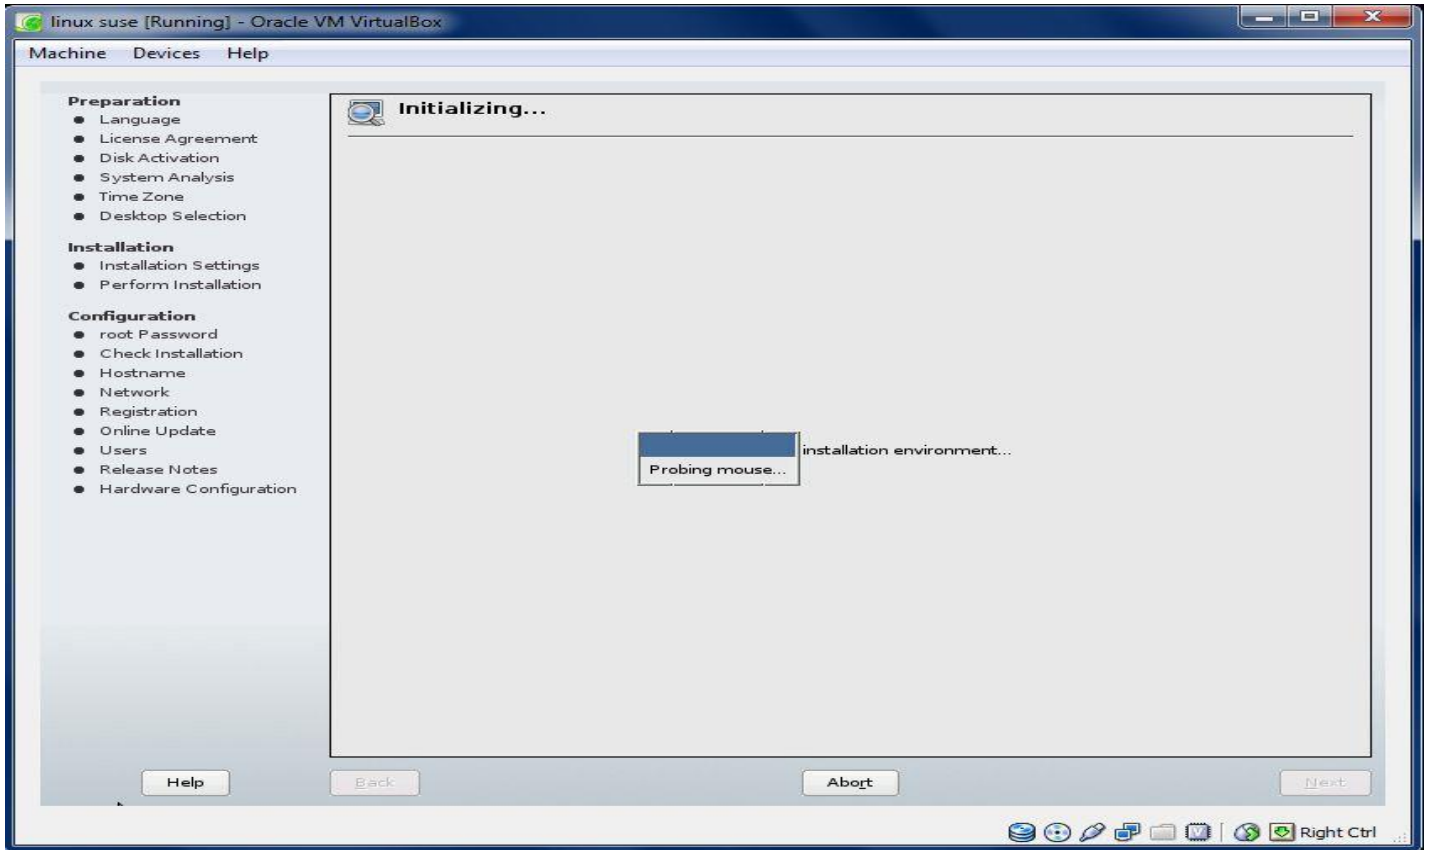 linux suse [Running] - Oracle VM VirtualBox
Machine Devices Help
Preparation
Language
License Agreement
Disk Activation
System Analysis
Time Zone
Desktop Selection
Installation
Installation Settings
Perform Installation
Configuration
root Password
Check Installation
Hostname
Network
Registration
Online Update
Users
Release Notes
Hardware Configuration
Initializing...
installation environment...
Probing mouse...
Help
Back
Abort
Next
Right Ctrl